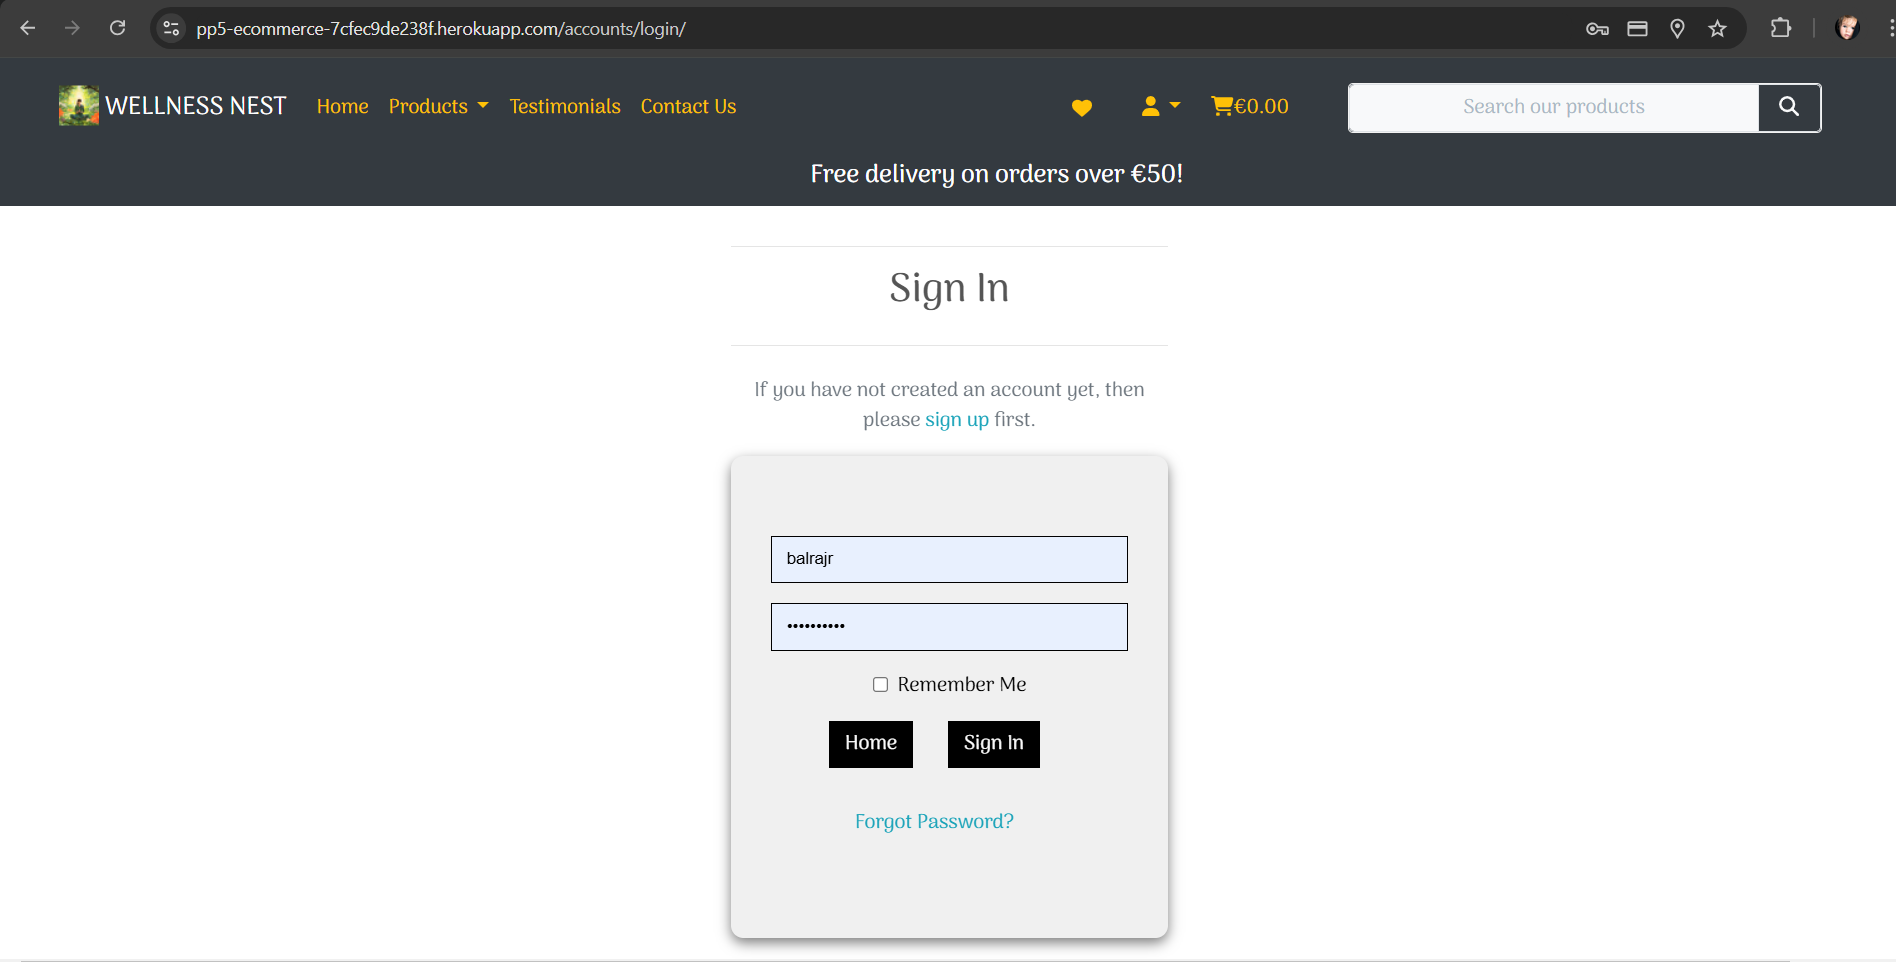 pp5-ecommerce-7cfec9de238f.herokuapp.com/accounts/login/
WELLNESS NEST Home Products Testimonials Contact Us €0.00 Search our products
Free delivery on orders over €50!
Sign In
If you have not created an account yet, then
please sign up first.
balrajr
••••••••••
Remember Me
Home Sign In
Forgot Password?